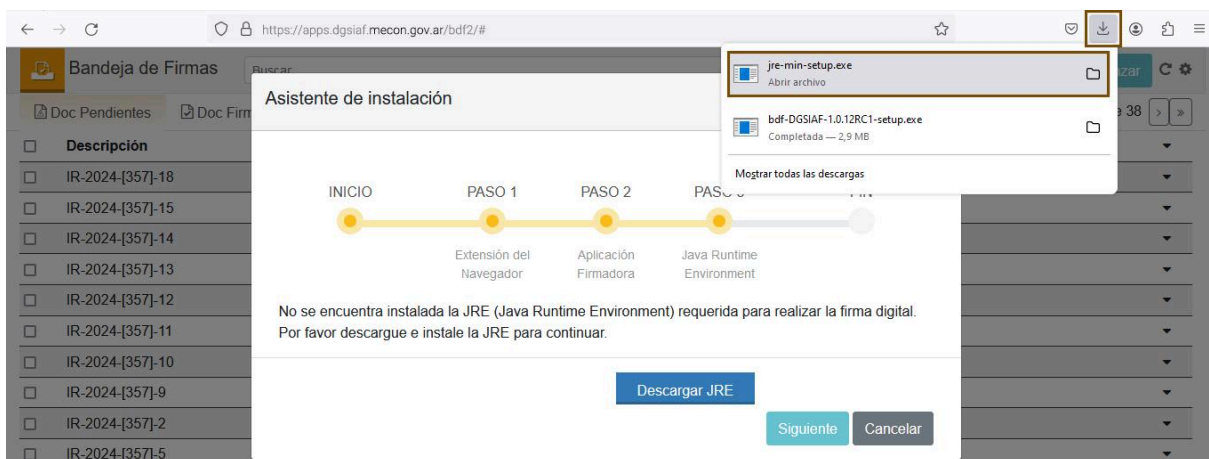 https://apps.dgsiaf.mecon.gov.ar/bdf2/#
Bandeja de Firmas
Buscar
jre-min-setup.exe
Abrir archivo
bdf-DGSIAF-1.0.12RC1-setup.exe
Completada — 2,9 MB
Mostrar todas las descargas
Doc Pendientes
Doc Firm
38
Asistente de instalación
Descripción
IR-2024-[357]-18
IR-2024-[357]-15
IR-2024-[357]-14
IR-2024-[357]-13
IR-2024-[357]-12
IR-2024-[357]-11
IR-2024-[357]-10
IR-2024-[357]-9
IR-2024-[357]-2
IR-2024-[357]-5
INICIO
PASO 1
PASO 2
Extensión del
Navegador
Aplicación
Firmadora
Java Runtime
Environment
No se encuentra instalada la JRE (Java Runtime Environment) requerida para realizar la firma digital.
Por favor descargue e instale la JRE para continuar.
Descargar JRE
Siguiente
Cancelar